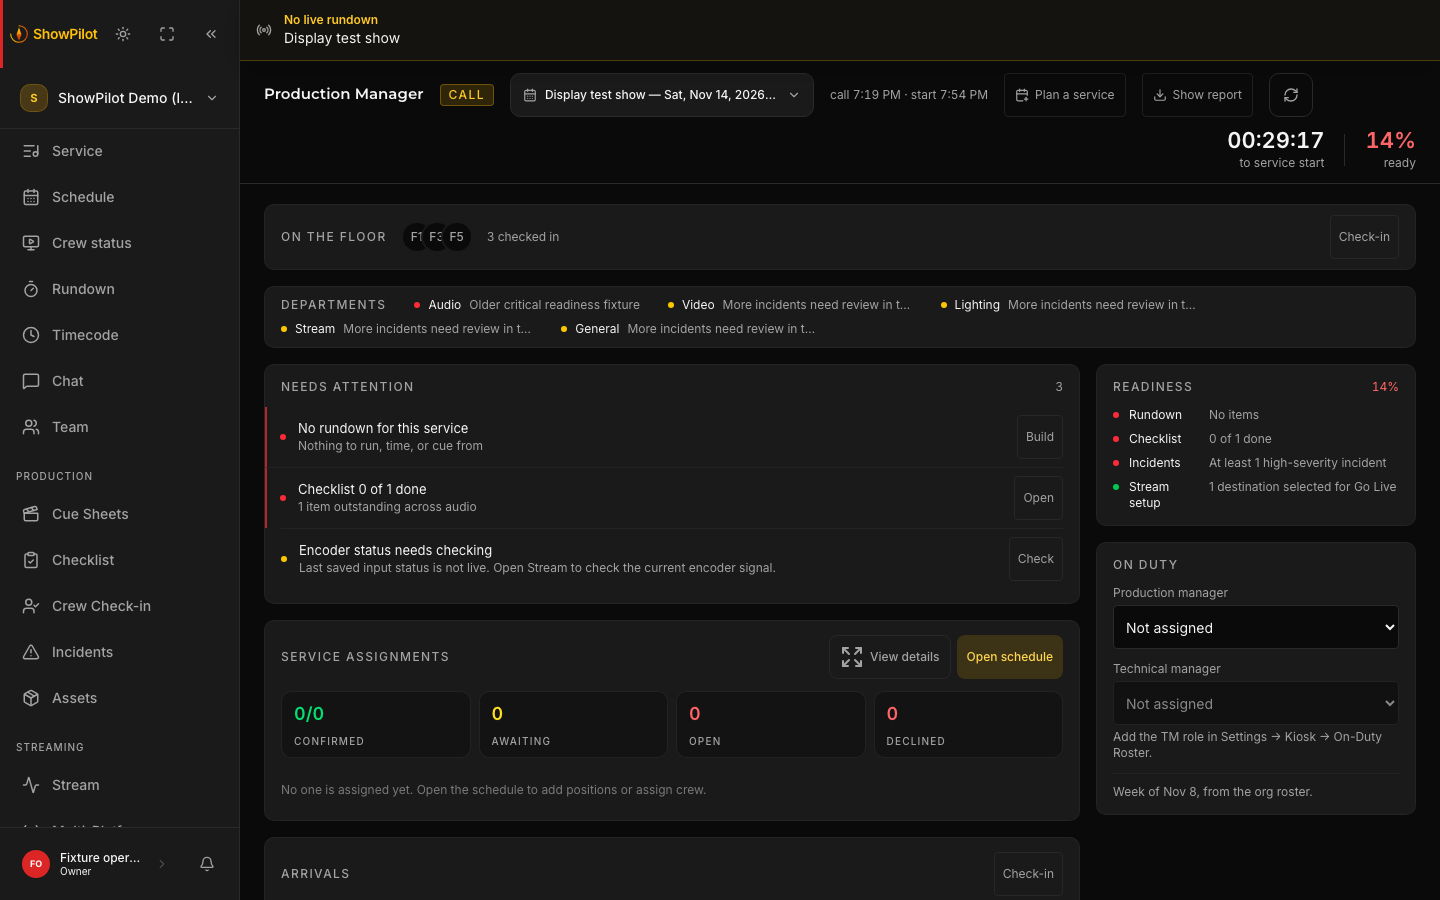 ShowPilot
S
ShowPilot Demo (I...
Service
Schedule
Crew status
Rundown
Timecode
Chat
Team
PRODUCTION
Cue Sheets
Checklist
Crew Check-in
Incidents
Assets
STREAMING
Stream
FO
Fixture oper...
Owner
No live rundown
Display test show
Production Manager
CALL
Display test show — Sat, Nov 14, 2026...
call 7:19 PM · start 7:54 PM
Plan a service
Show report
00:29:17
to service start
14%
ready
ON THE FLOOR
F1
F3
F5
3 checked in
Check-in
DEPARTMENTS
Audio Older critical readiness fixture
Video More incidents need review in t...
Lighting More incidents need review in t...
Stream More incidents need review in t...
General More incidents need review in t...
NEEDS ATTENTION
3
No rundown for this service
Nothing to run, time, or cue from
Build
Checklist 0 of 1 done
1 item outstanding across audio
Open
Encoder status needs checking
Last saved input status is not live. Open Stream to check the current encoder signal.
Check
SERVICE ASSIGNMENTS
View details
Open schedule
0/0
CONFIRMED
0
AWAITING
0
OPEN
0
DECLINED
No one is assigned yet. Open the schedule to add positions or assign crew.
ARRIVALS
Check-in
READINESS
14%
Rundown No items
Checklist 0 of 1 done
Incidents At least 1 high-severity incident
Stream setup 1 destination selected for Go Live
ON DUTY
Production manager
Not assigned
Technical manager
Not assigned
Add the TM role in Settings → Kiosk → On-Duty
Roster.
Week of Nov 8, from the org roster.